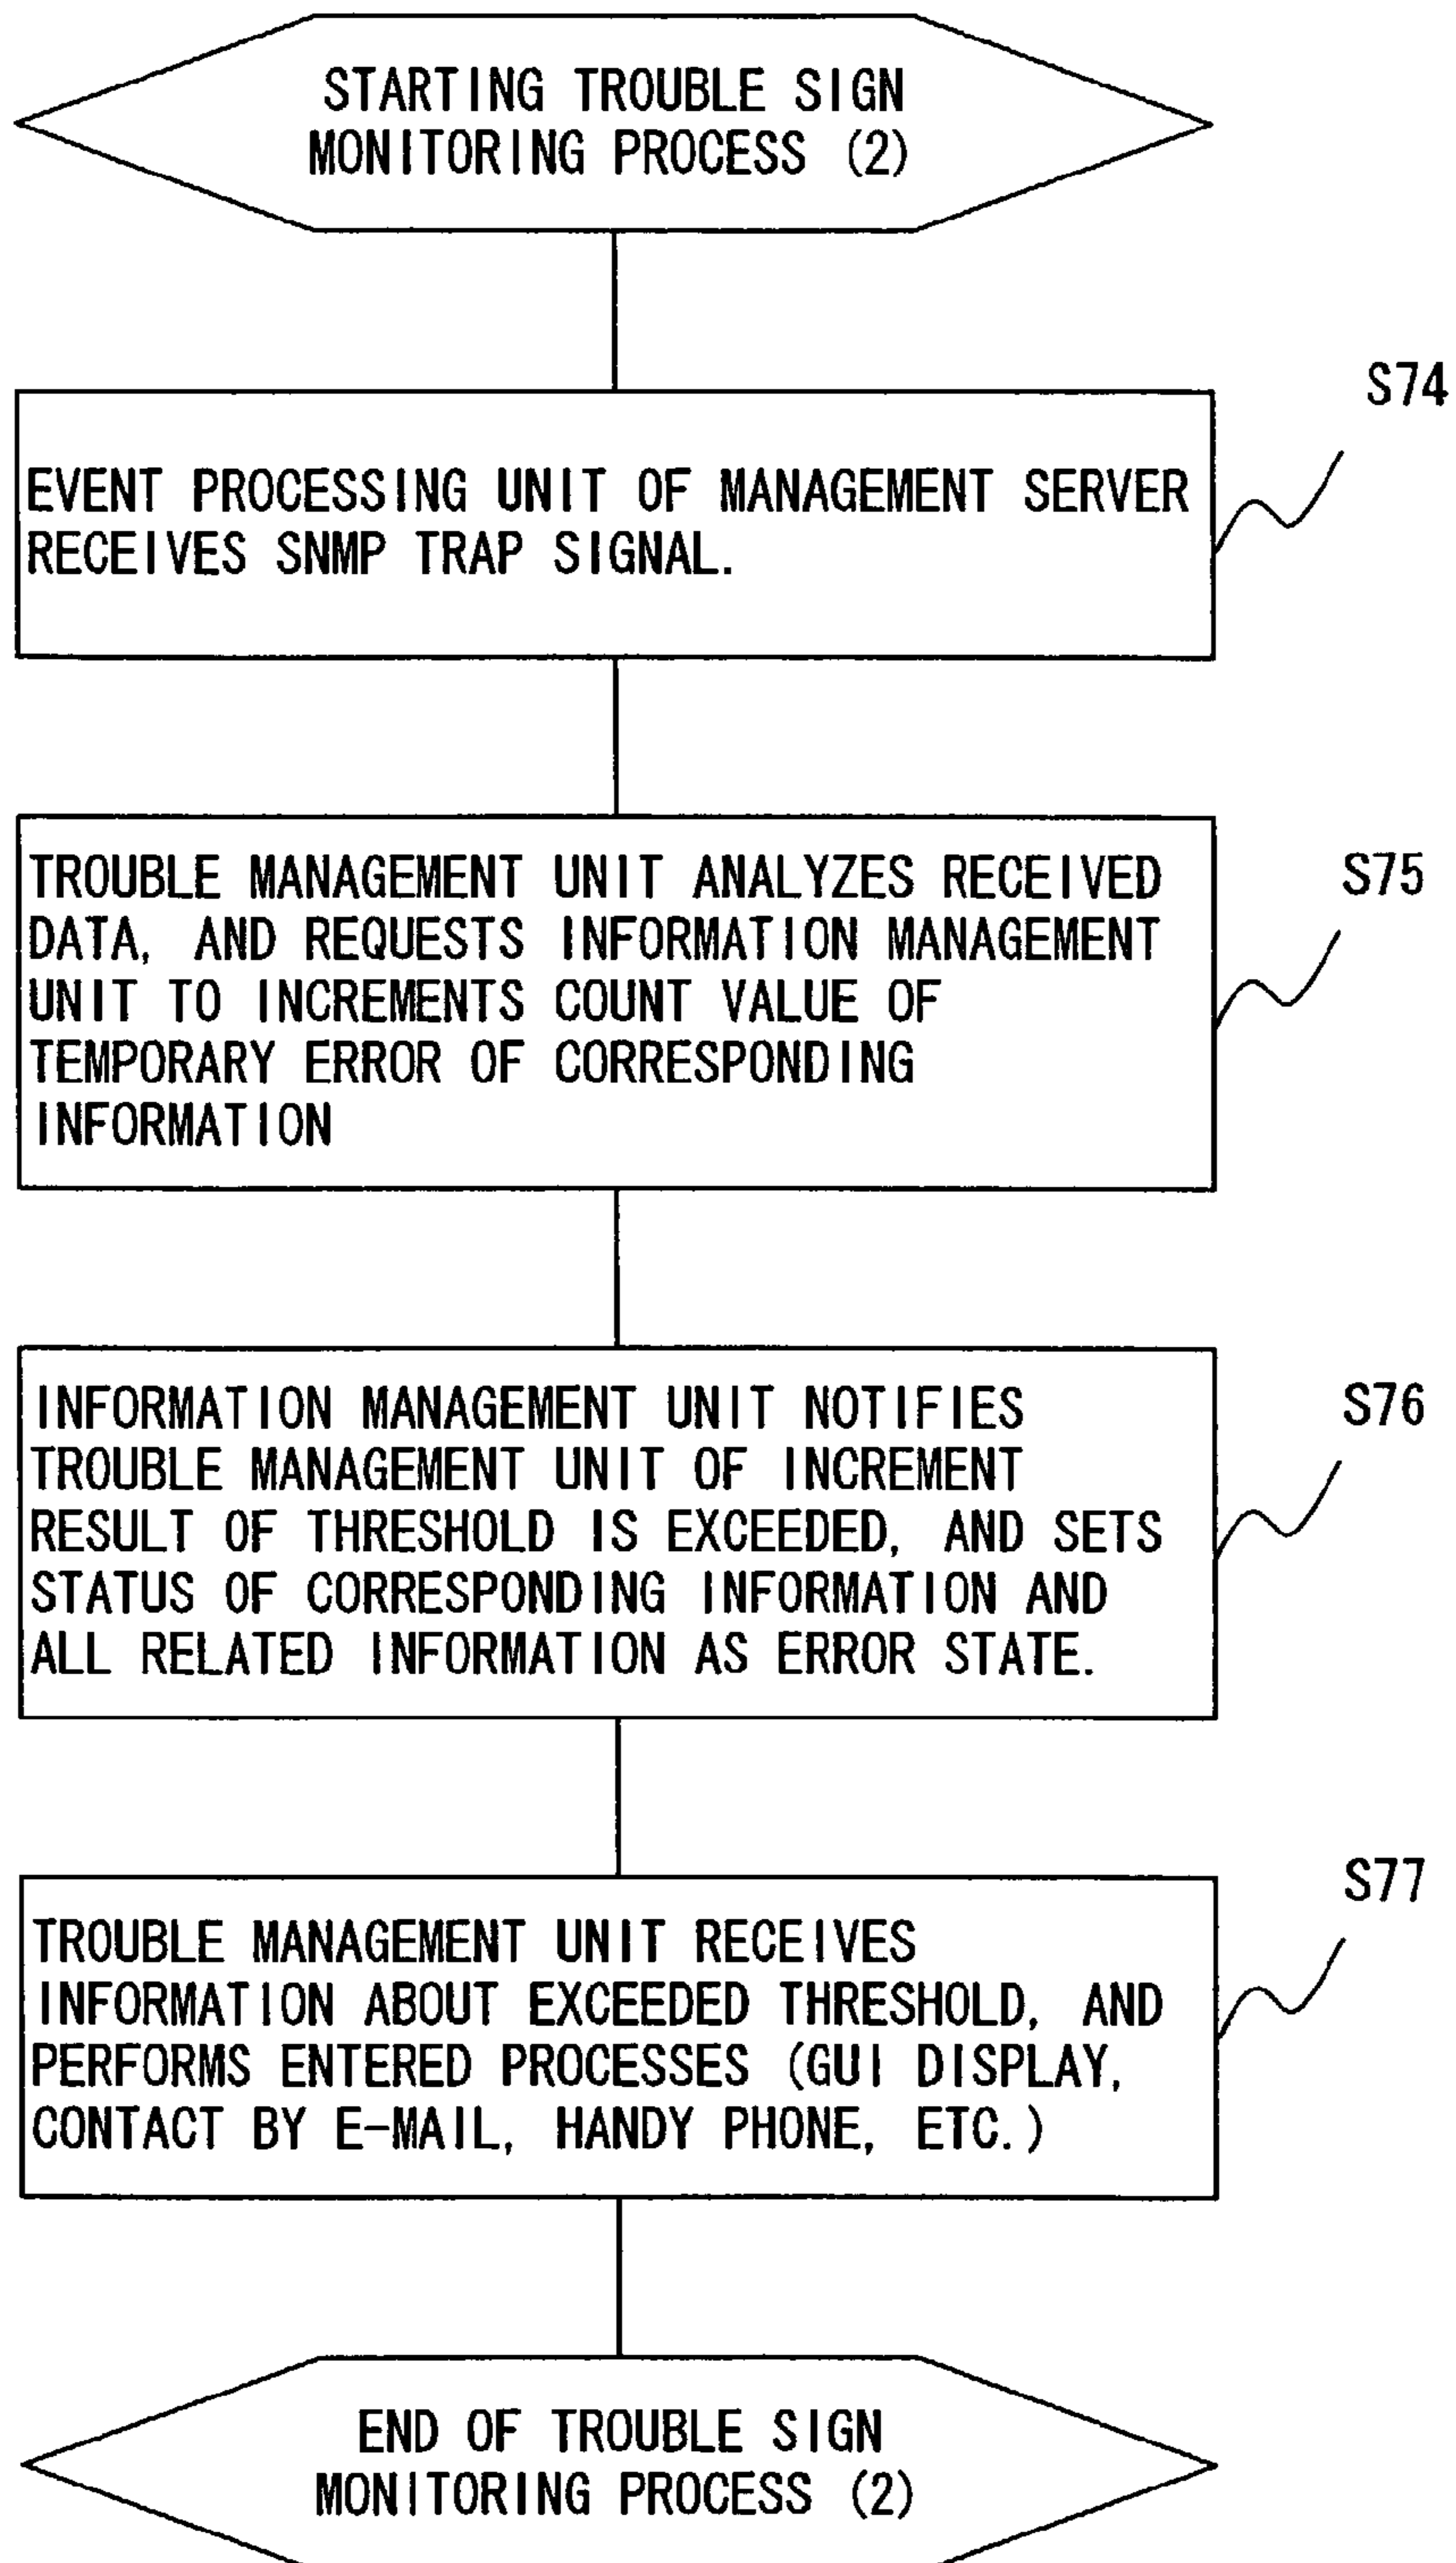 STARTING TROUBLE SIGN
MONITORING PROCESS (2)
S74
EVENT PROCESSING UNIT OF MANAGEMENT SERVER
RECEIVES SNMP TRAP SIGNAL.
S75
TROUBLE MANAGEMENT UNIT ANALYZES RECEIVED
DATA, AND REQUESTS INFORMATION MANAGEMENT
UNIT TO INCREMENTS COUNT VALUE OF
TEMPORARY ERROR OF CORRESPONDING
INFORMATION
S76
INFORMATION MANAGEMENT UNIT NOTIFIES
TROUBLE MANAGEMENT UNIT OF INCREMENT
RESULT OF THRESHOLD IS EXCEEDED, AND SETS
STATUS OF CORRESPONDING INFORMATION AND
ALL RELATED INFORMATION AS ERROR STATE.
S77
TROUBLE MANAGEMENT UNIT RECEIVES
INFORMATION ABOUT EXCEEDED THRESHOLD, AND
PERFORMS ENTERED PROCESSES (GUI DISPLAY,
CONTACT BY E-MAIL, HANDY PHONE, ETC.)
END OF TROUBLE SIGN
MONITORING PROCESS (2)